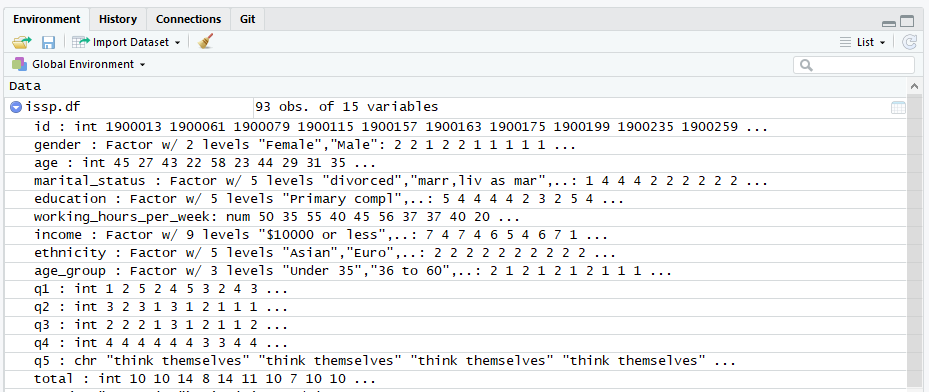 Environment History Connections Git
Import Dataset List
Global Environment
Data
issp.df 93 obs. of 15 variables
id : int 1900013 1900061 1900079 1900115 1900157 1900163 1900175 1900199 1900235 1900259 ...
gender : Factor w/ 2 levels "Female","Male": 2 2 1 2 2 1 1 1 1 1 ...
age : int 45 27 43 22 58 23 44 29 31 35 ...
marital_status : Factor w/ 5 levels "divorced","marr,liv as mar",..: 1 4 4 4 2 2 2 2 2 2 ...
education : Factor w/ 5 levels "Primary compl",..: 5 4 4 4 4 2 3 2 5 4 ...
working_hours_per_week: num 50 35 55 40 45 56 37 37 40 20 ...
income : Factor w/ 9 levels "$10000 or less",..: 7 4 7 4 6 5 4 6 7 1 ...
ethnicity : Factor w/ 5 levels "Asian","Euro",..: 2 2 2 2 2 2 2 2 2 2 ...
age_group : Factor w/ 3 levels "Under 35","36 to 60",..: 2 1 2 1 2 1 2 1 1 1 ...
q1 : int 1 2 5 2 4 5 3 2 4 3 ...
q2 : int 3 2 3 1 3 1 2 1 1 1 ...
q3 : int 2 2 2 1 3 1 2 1 1 2 ...
q4 : int 4 4 4 4 4 4 3 3 4 4 ...
q5 : chr "think themselves" "think themselves" "think themselves" "think themselves" ...
total : int 10 10 14 8 14 11 10 7 10 10 ...